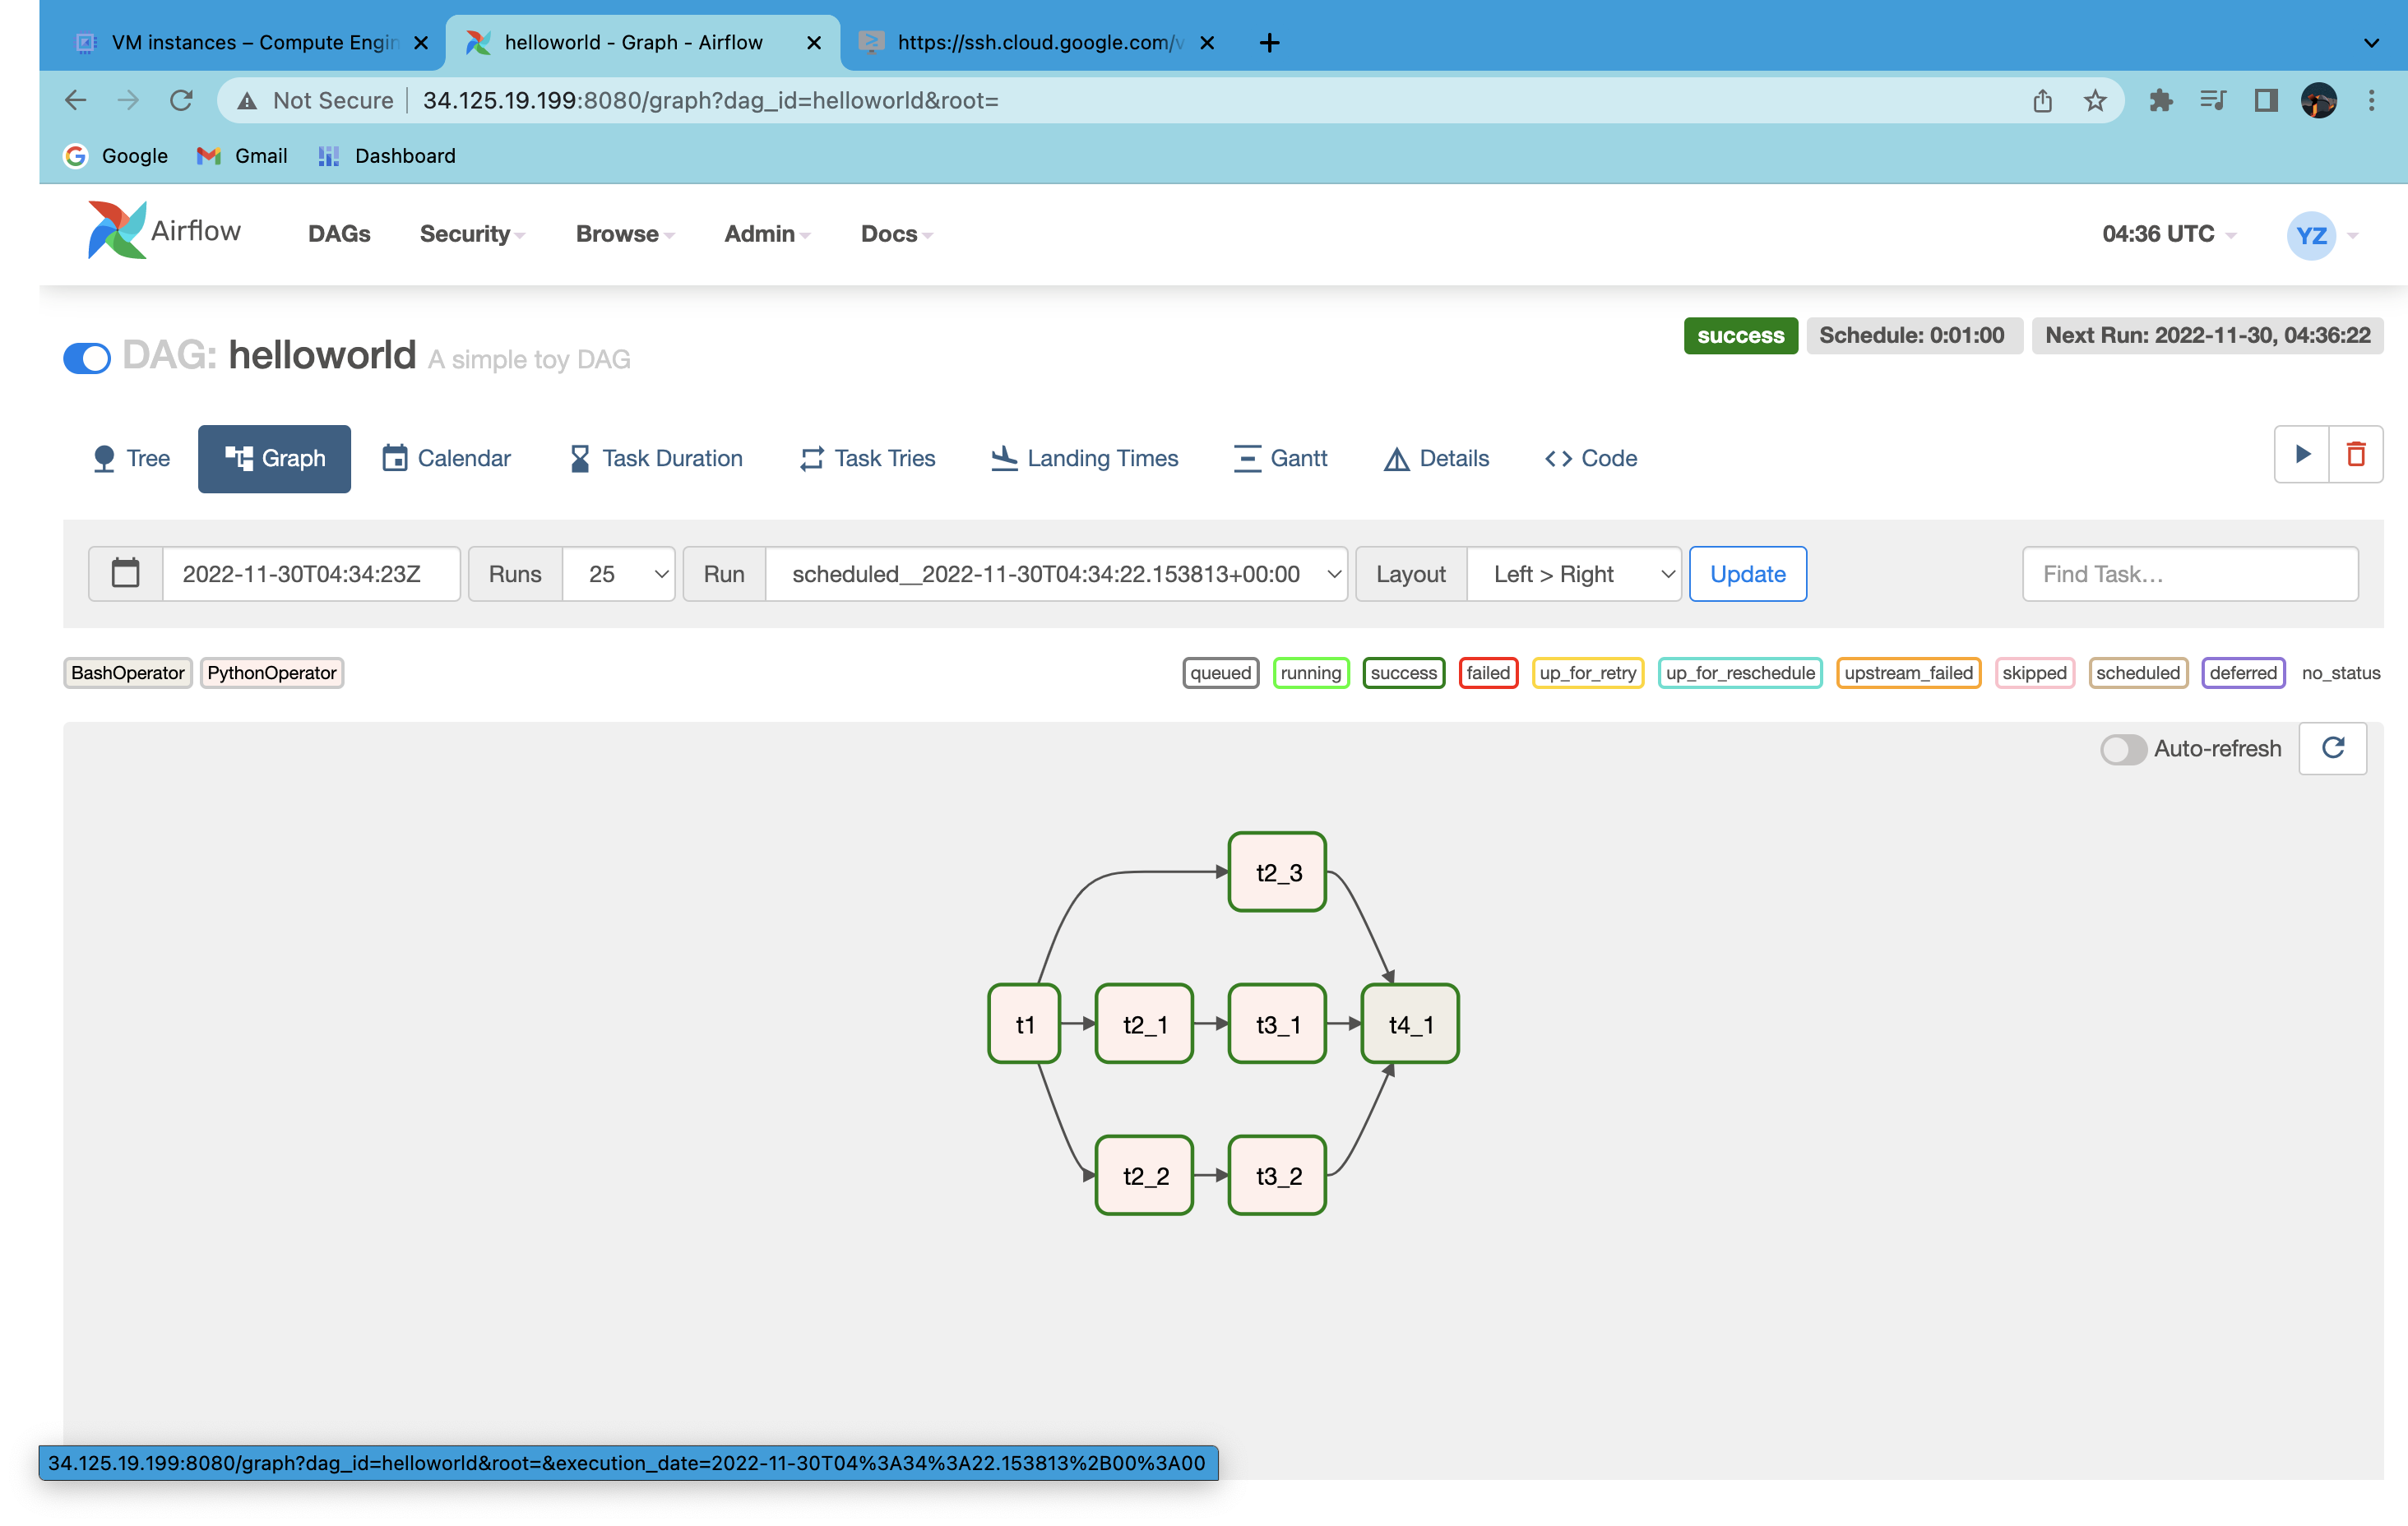 VM instances – Compute Engin
helloworld - Graph - Airflow
https://ssh.cloud.google.com/v
Not Secure
34.125.19.199:8080/graph?dag_id=helloworld&root=
Google
Gmail
Dashboard
Airflow
DAGs
Security
Browse
Admin
Docs
04:36 UTC
YZ
DAG: helloworld A simple toy DAG
success
Schedule: 0:01:00
Next Run: 2022-11-30, 04:36:22
Tree
Graph
Calendar
Task Duration
Task Tries
Landing Times
Gantt
Details
Code
2022-11-30T04:34:23Z
Runs
25
Run
scheduled__2022-11-30T04:34:22.153813+00:00
Layout
Left > Right
Update
Find Task…
BashOperator
PythonOperator
queued
running
success
failed
up_for_retry
up_for_reschedule
upstream_failed
skipped
scheduled
deferred
no_status
Auto-refresh
t2_3
t1
t2_1
t3_1
t4_1
t2_2
t3_2
34.125.19.199:8080/graph?dag_id=helloworld&root=&execution_date=2022-11-30T04%3A34%3A22.153813%2B00%3A00